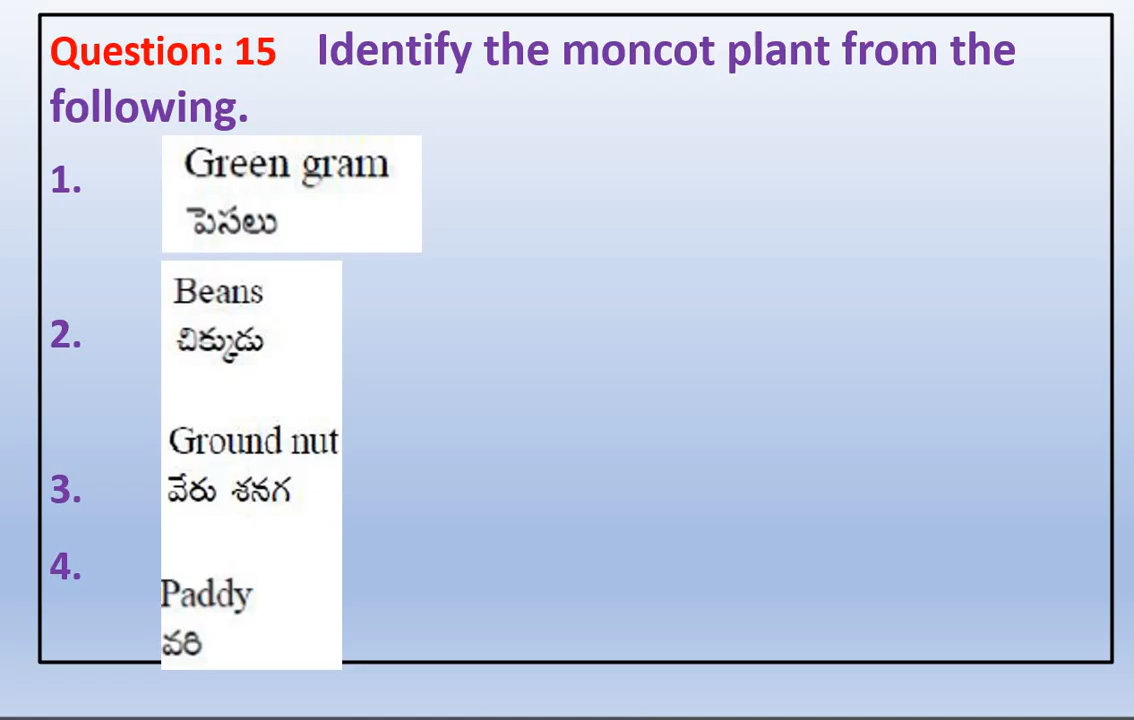 Question: 15 Identify the moncot plant from the
following.
1. Green gram
పెసలు
Beans
2. చిక్కుడు
Ground nut
3. వేరు శనగ
4.
Paddy
వరి